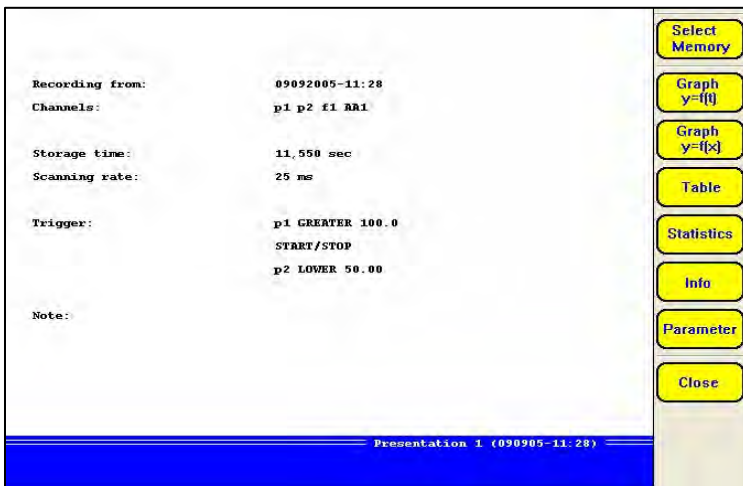 Recording from: 09092005-11:28
Channels: p1 p2 f1 AA1
Storage time: 11,550 sec
Scanning rate: 25 ms
Trigger: p1 GREATER 100.0
START/STOP
p2 LOWER 50.00
Note:
Presentation 1 (090905-11:28)
Select
Memory
Graph
y=f(t)
Graph
y=f(x)
Table
Statistics
Info
Parameter
Close